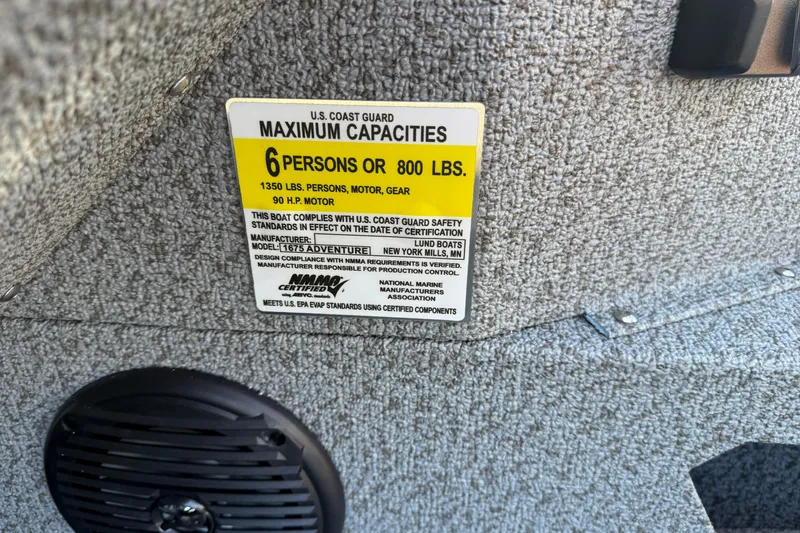 U.S. COAST GUARD
MAXIMUM CAPACITIES
6 PERSONS OR 800 LBS.
1350 LBS. PERSONS, MOTOR, GEAR
90 H.P. MOTOR
THIS BOAT COMPLIES WITH U.S. COAST GUARD SAFETY
STANDARDS IN EFFECT ON THE DATE OF CERTIFICATION
MANUFACTURER: LUND BOATS
MODEL: 1675 ADVENTURE NEW YORK MILLS, MN
DESIGN COMPLIANCE WITH NMMA REQUIREMENTS IS VERIFIED.
MANUFACTURER RESPONSIBLE FOR PRODUCTION CONTROL.
NMMA
CERTIFIED
using ABYC standards
NATIONAL MARINE
MANUFACTURERS
ASSOCIATION
MEETS U.S. EPA EVAP STANDARDS USING CERTIFIED COMPONENTS